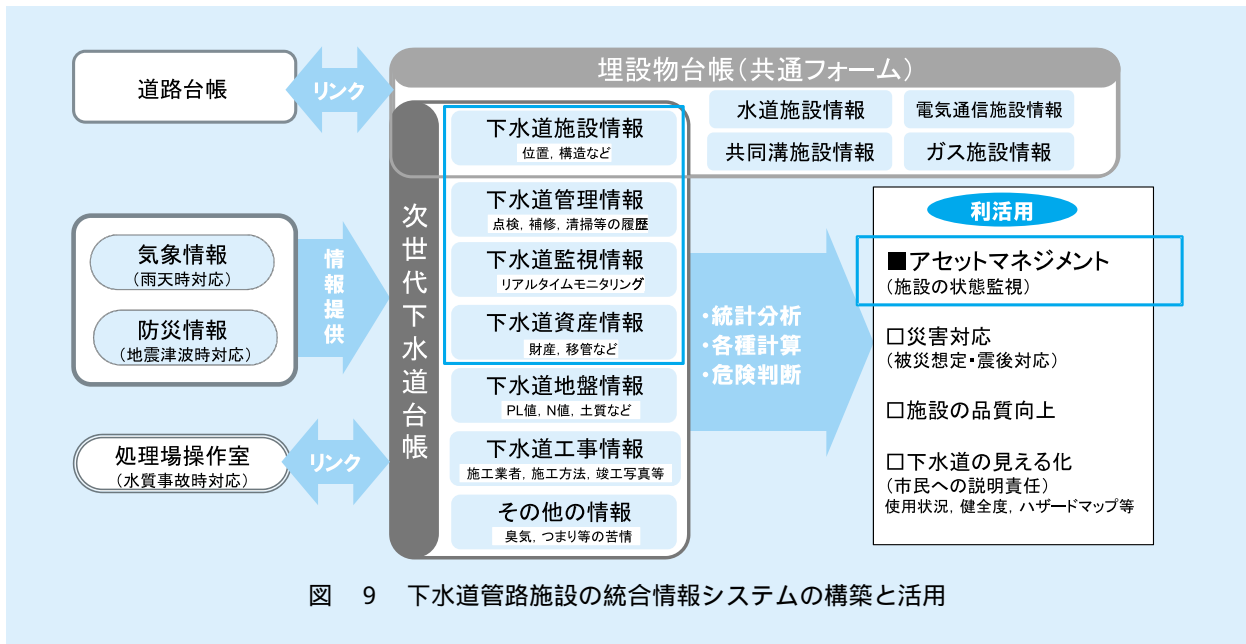 道路台帳
リンク
埋設物台帳(共通フォーム)
水道施設情報
電気通信施設情報
共同溝施設情報
ガス施設情報
次世代下水道台帳
下水道施設情報
位置, 構造など
下水道管理情報
点検, 補修, 清掃等の履歴
下水道監視情報
リアルタイムモニタリング
下水道資産情報
財産, 移管など
下水道地盤情報
PL値, N値, 土質など
下水道工事情報
施工業者, 施工方法, 竣工写真等
その他の情報
臭気, つまり等の苦情
気象情報
(雨天時対応)
防災情報
(地震津波時対応)
情報提供
処理場操作室
(水質事故時対応)
リンク
・統計分析
・各種計算
・危険判断
利活用
■アセットマネジメント
(施設の状態監視)
□災害対応
(被災想定・震後対応)
□施設の品質向上
□下水道の見える化
(市民への説明責任)
使用状況, 健全度, ハザードマップ等
図 9 下水道管路施設の統合情報システムの構築と活用